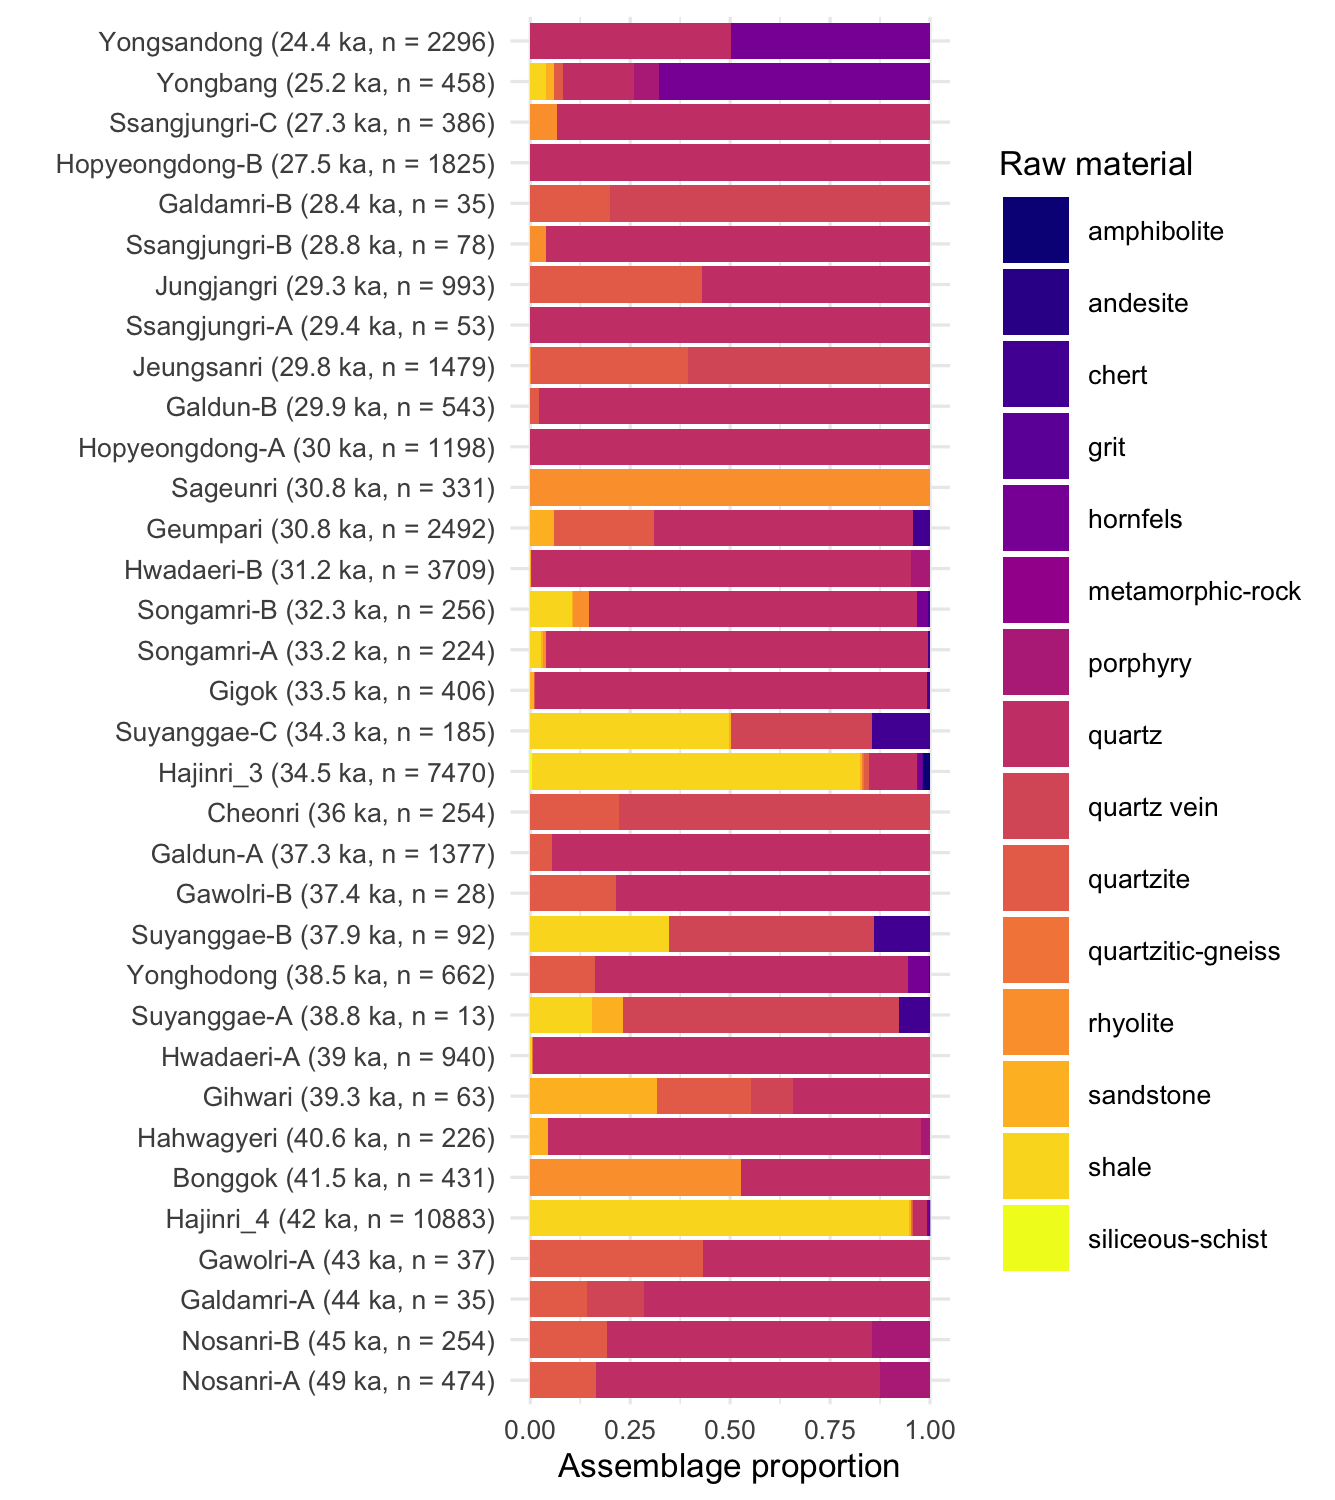 Yongsandong (24.4 ka, n = 2296)
Yongbang (25.2 ka, n = 458)
Ssangjungri-C (27.3 ka, n = 386)
Hopyeongdong-B (27.5 ka, n = 1825)
Galdamri-B (28.4 ka, n = 35)
Ssangjungri-B (28.8 ka, n = 78)
Jungjangri (29.3 ka, n = 993)
Ssangjungri-A (29.4 ka, n = 53)
Jeungsanri (29.8 ka, n = 1479)
Galdun-B (29.9 ka, n = 543)
Hopyeongdong-A (30 ka, n = 1198)
Sageunri (30.8 ka, n = 331)
Geumpari (30.8 ka, n = 2492)
Hwadaeri-B (31.2 ka, n = 3709)
Songamri-B (32.3 ka, n = 256)
Songamri-A (33.2 ka, n = 224)
Gigok (33.5 ka, n = 406)
Suyanggae-C (34.3 ka, n = 185)
Hajinri_3 (34.5 ka, n = 7470)
Cheonri (36 ka, n = 254)
Galdun-A (37.3 ka, n = 1377)
Gawolri-B (37.4 ka, n = 28)
Suyanggae-B (37.9 ka, n = 92)
Yonghodong (38.5 ka, n = 662)
Suyanggae-A (38.8 ka, n = 13)
Hwadaeri-A (39 ka, n = 940)
Gihwari (39.3 ka, n = 63)
Hahwagyeri (40.6 ka, n = 226)
Bonggok (41.5 ka, n = 431)
Hajinri_4 (42 ka, n = 10883)
Gawolri-A (43 ka, n = 37)
Galdamri-A (44 ka, n = 35)
Nosanri-B (45 ka, n = 254)
Nosanri-A (49 ka, n = 474)
0.00 0.25 0.50 0.75 1.00
Assemblage proportion
Raw material
amphibolite
andesite
chert
grit
hornfels
metamorphic-rock
porphyry
quartz
quartz vein
quartzite
quartzitic-gneiss
rhyolite
sandstone
shale
siliceous-schist